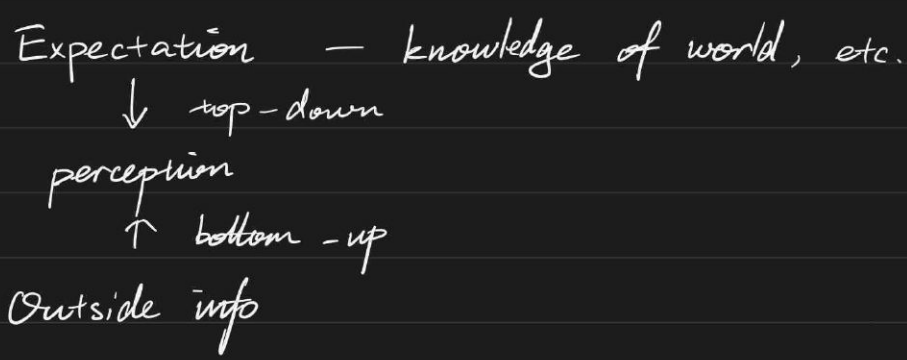 Expectation — knowledge of world, etc.
↓ top-down
perception
↑ bottom-up
Outside info